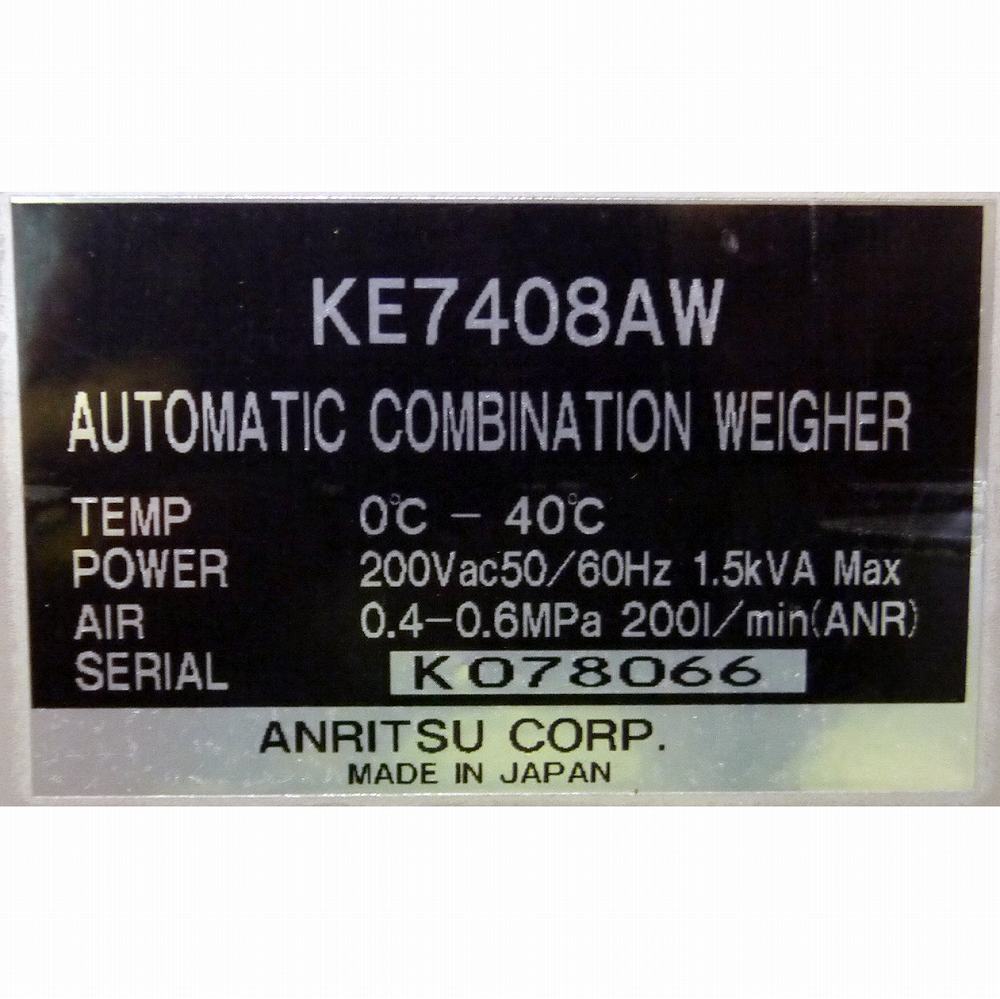 KE7408AW
AUTOMATIC COMBINATION WEIGHER
TEMP 0℃ - 40℃
POWER 200Vac50/60Hz 1.5kVA Max
AIR 0.4-0.6MPa 200l/min(ANR)
SERIAL K078066
ANRITSU CORP.
MADE IN JAPAN